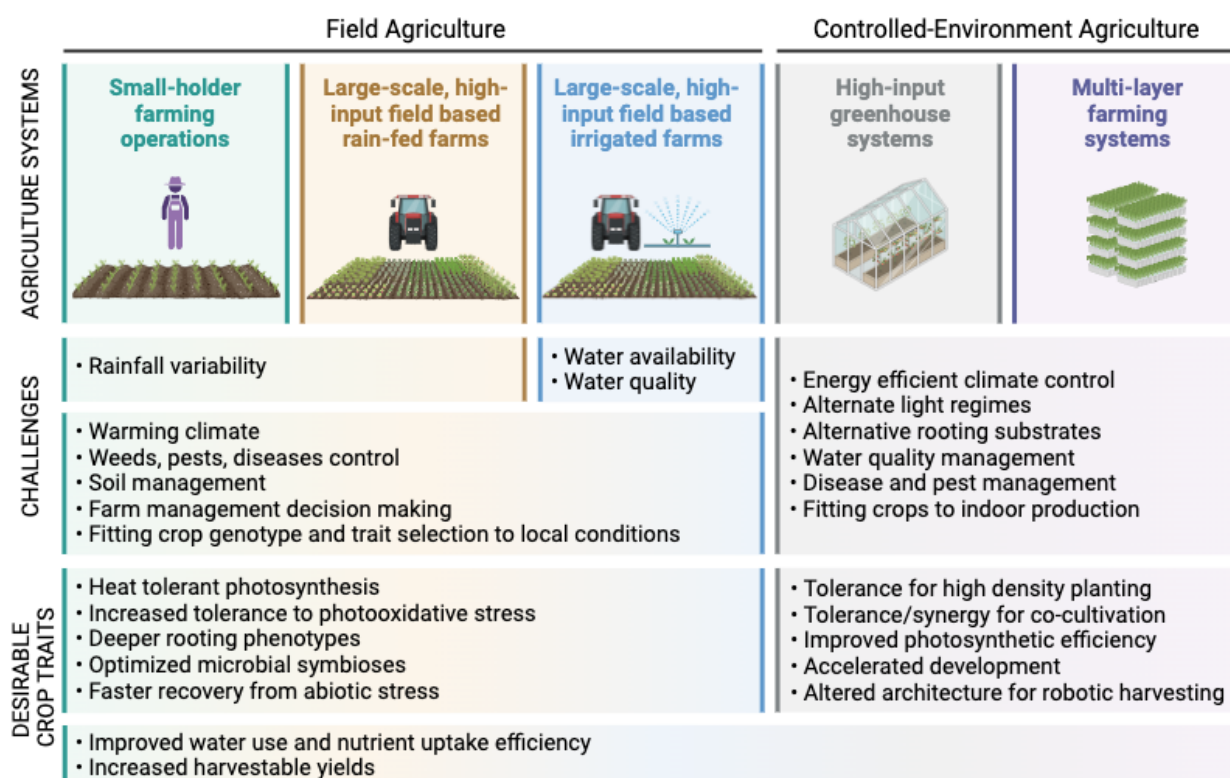 Field Agriculture
Controlled-Environment Agriculture
AGRICULTURE SYSTEMS
Small-holder
farming
operations
Large-scale, high-
input field based
rain-fed farms
Large-scale, high-
input field based
irrigated farms
High-input
greenhouse
systems
Multi-layer
farming
systems
CHALLENGES
• Rainfall variability
• Water availability
• Water quality
• Warming climate
• Weeds, pests, diseases control
• Soil management
• Farm management decision making
• Fitting crop genotype and trait selection to local conditions
• Energy efficient climate control
• Alternate light regimes
• Alternative rooting substrates
• Water quality management
• Disease and pest management
• Fitting crops to indoor production
DESIRABLE
CROP TRAITS
• Heat tolerant photosynthesis
• Increased tolerance to photooxidative stress
• Deeper rooting phenotypes
• Optimized microbial symbioses
• Faster recovery from abiotic stress
• Tolerance for high density planting
• Tolerance/synergy for co-cultivation
• Improved photosynthetic efficiency
• Accelerated development
• Altered architecture for robotic harvesting
• Improved water use and nutrient uptake efficiency
• Increased harvestable yields